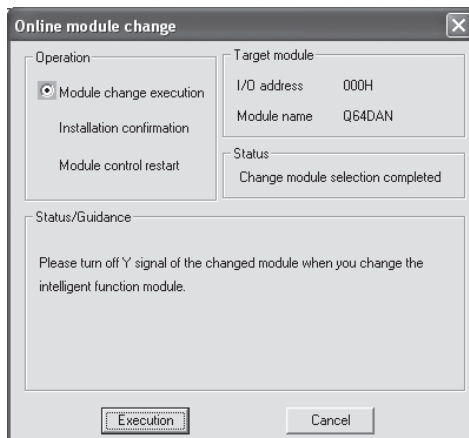 Online module change
Operation
Module change execution
Installation confirmation
Module control restart
Target module
I/O address 000H
Module name Q64DAN
Status
Change module selection completed
Status/Guidance
Please turn off Y signal of the changed module when you change the
intelligent function module.
Execution
Cancel